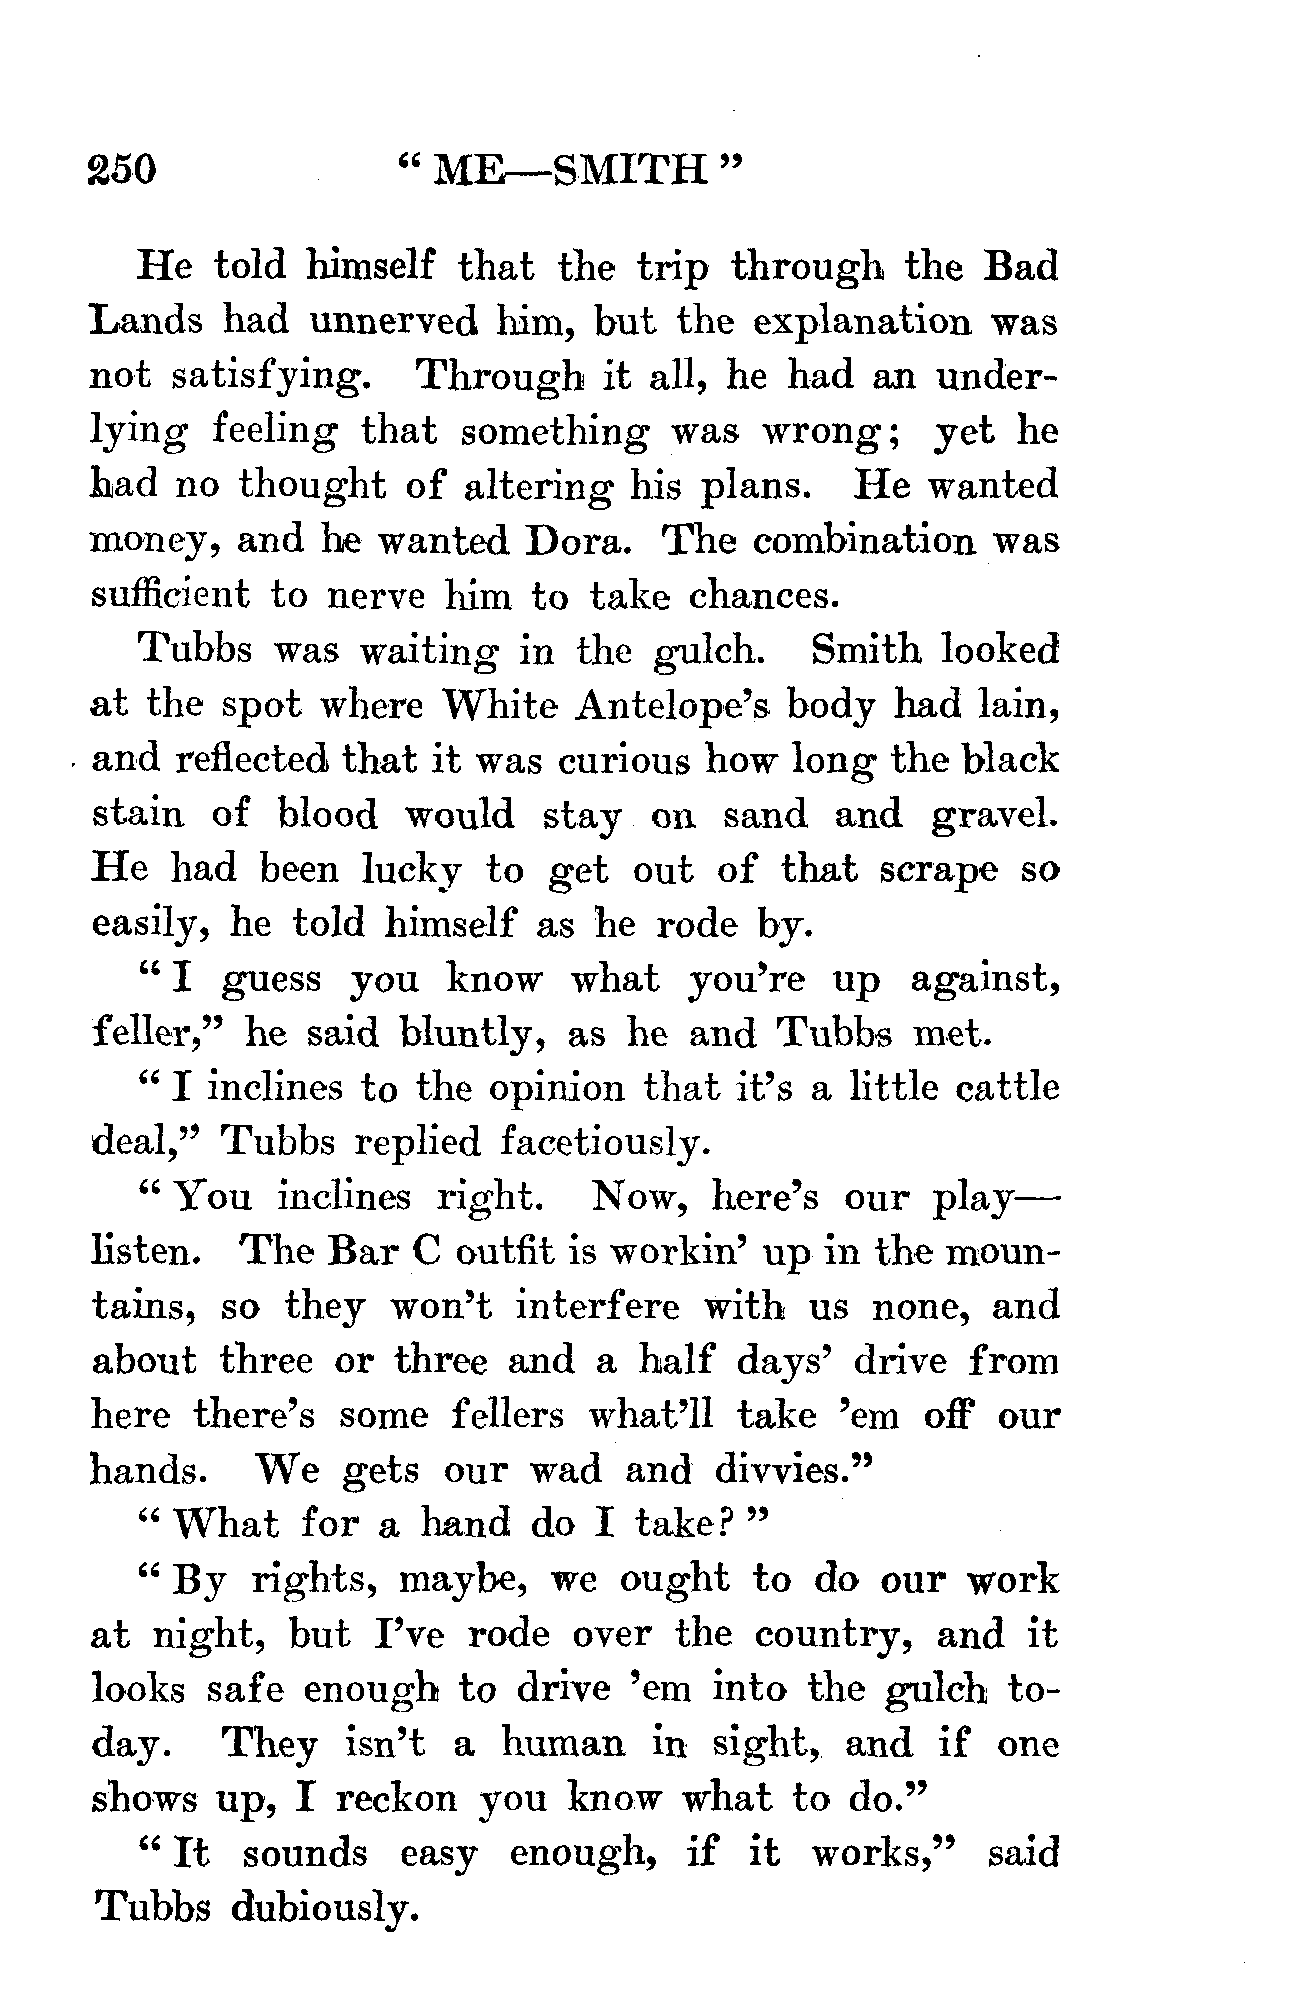 250 “ ME—SMITH ”
He told himself that the trip through the Bad
Lands had unnerved him, but the explanation was
not satisfying. Through it all, he had an under-
lying feeling that something was wrong; yet he
had no thought of altering his plans. He wanted
money, and he wanted Dora. The combination was
sufficient to nerve him to take chances.
Tubbs was waiting in the gulch. Smith looked
at the spot where White Antelope’s body had lain,
and reflected that it was curious how long the black
stain of blood would stay on sand and gravel.
He had been lucky to get out of that scrape so
easily, he told himself as he rode by.
“ I guess you know what you’re up against,
feller,” he said bluntly, as he and Tubbs met.
“ I inclines to the opinion that it’s a little cattle
deal,” Tubbs replied facetiously.
“ You inclines right. Now, here’s our play—
listen. The Bar C outfit is workin’ up in the moun-
tains, so they won’t interfere with us none, and
about three or three and a half days’ drive from
here there’s some fellers what’ll take ’em off our
hands. We gets our wad and divvies.”
“ What for a hand do I take? ”
“ By rights, maybe, we ought to do our work
at night, but I’ve rode over the country, and it
looks safe enough to drive ’em into the gulch to-
day. They isn’t a human in sight, and if one
shows up, I reckon you know what to do.”
“ It sounds easy enough, if it works,” said
Tubbs dubiously.